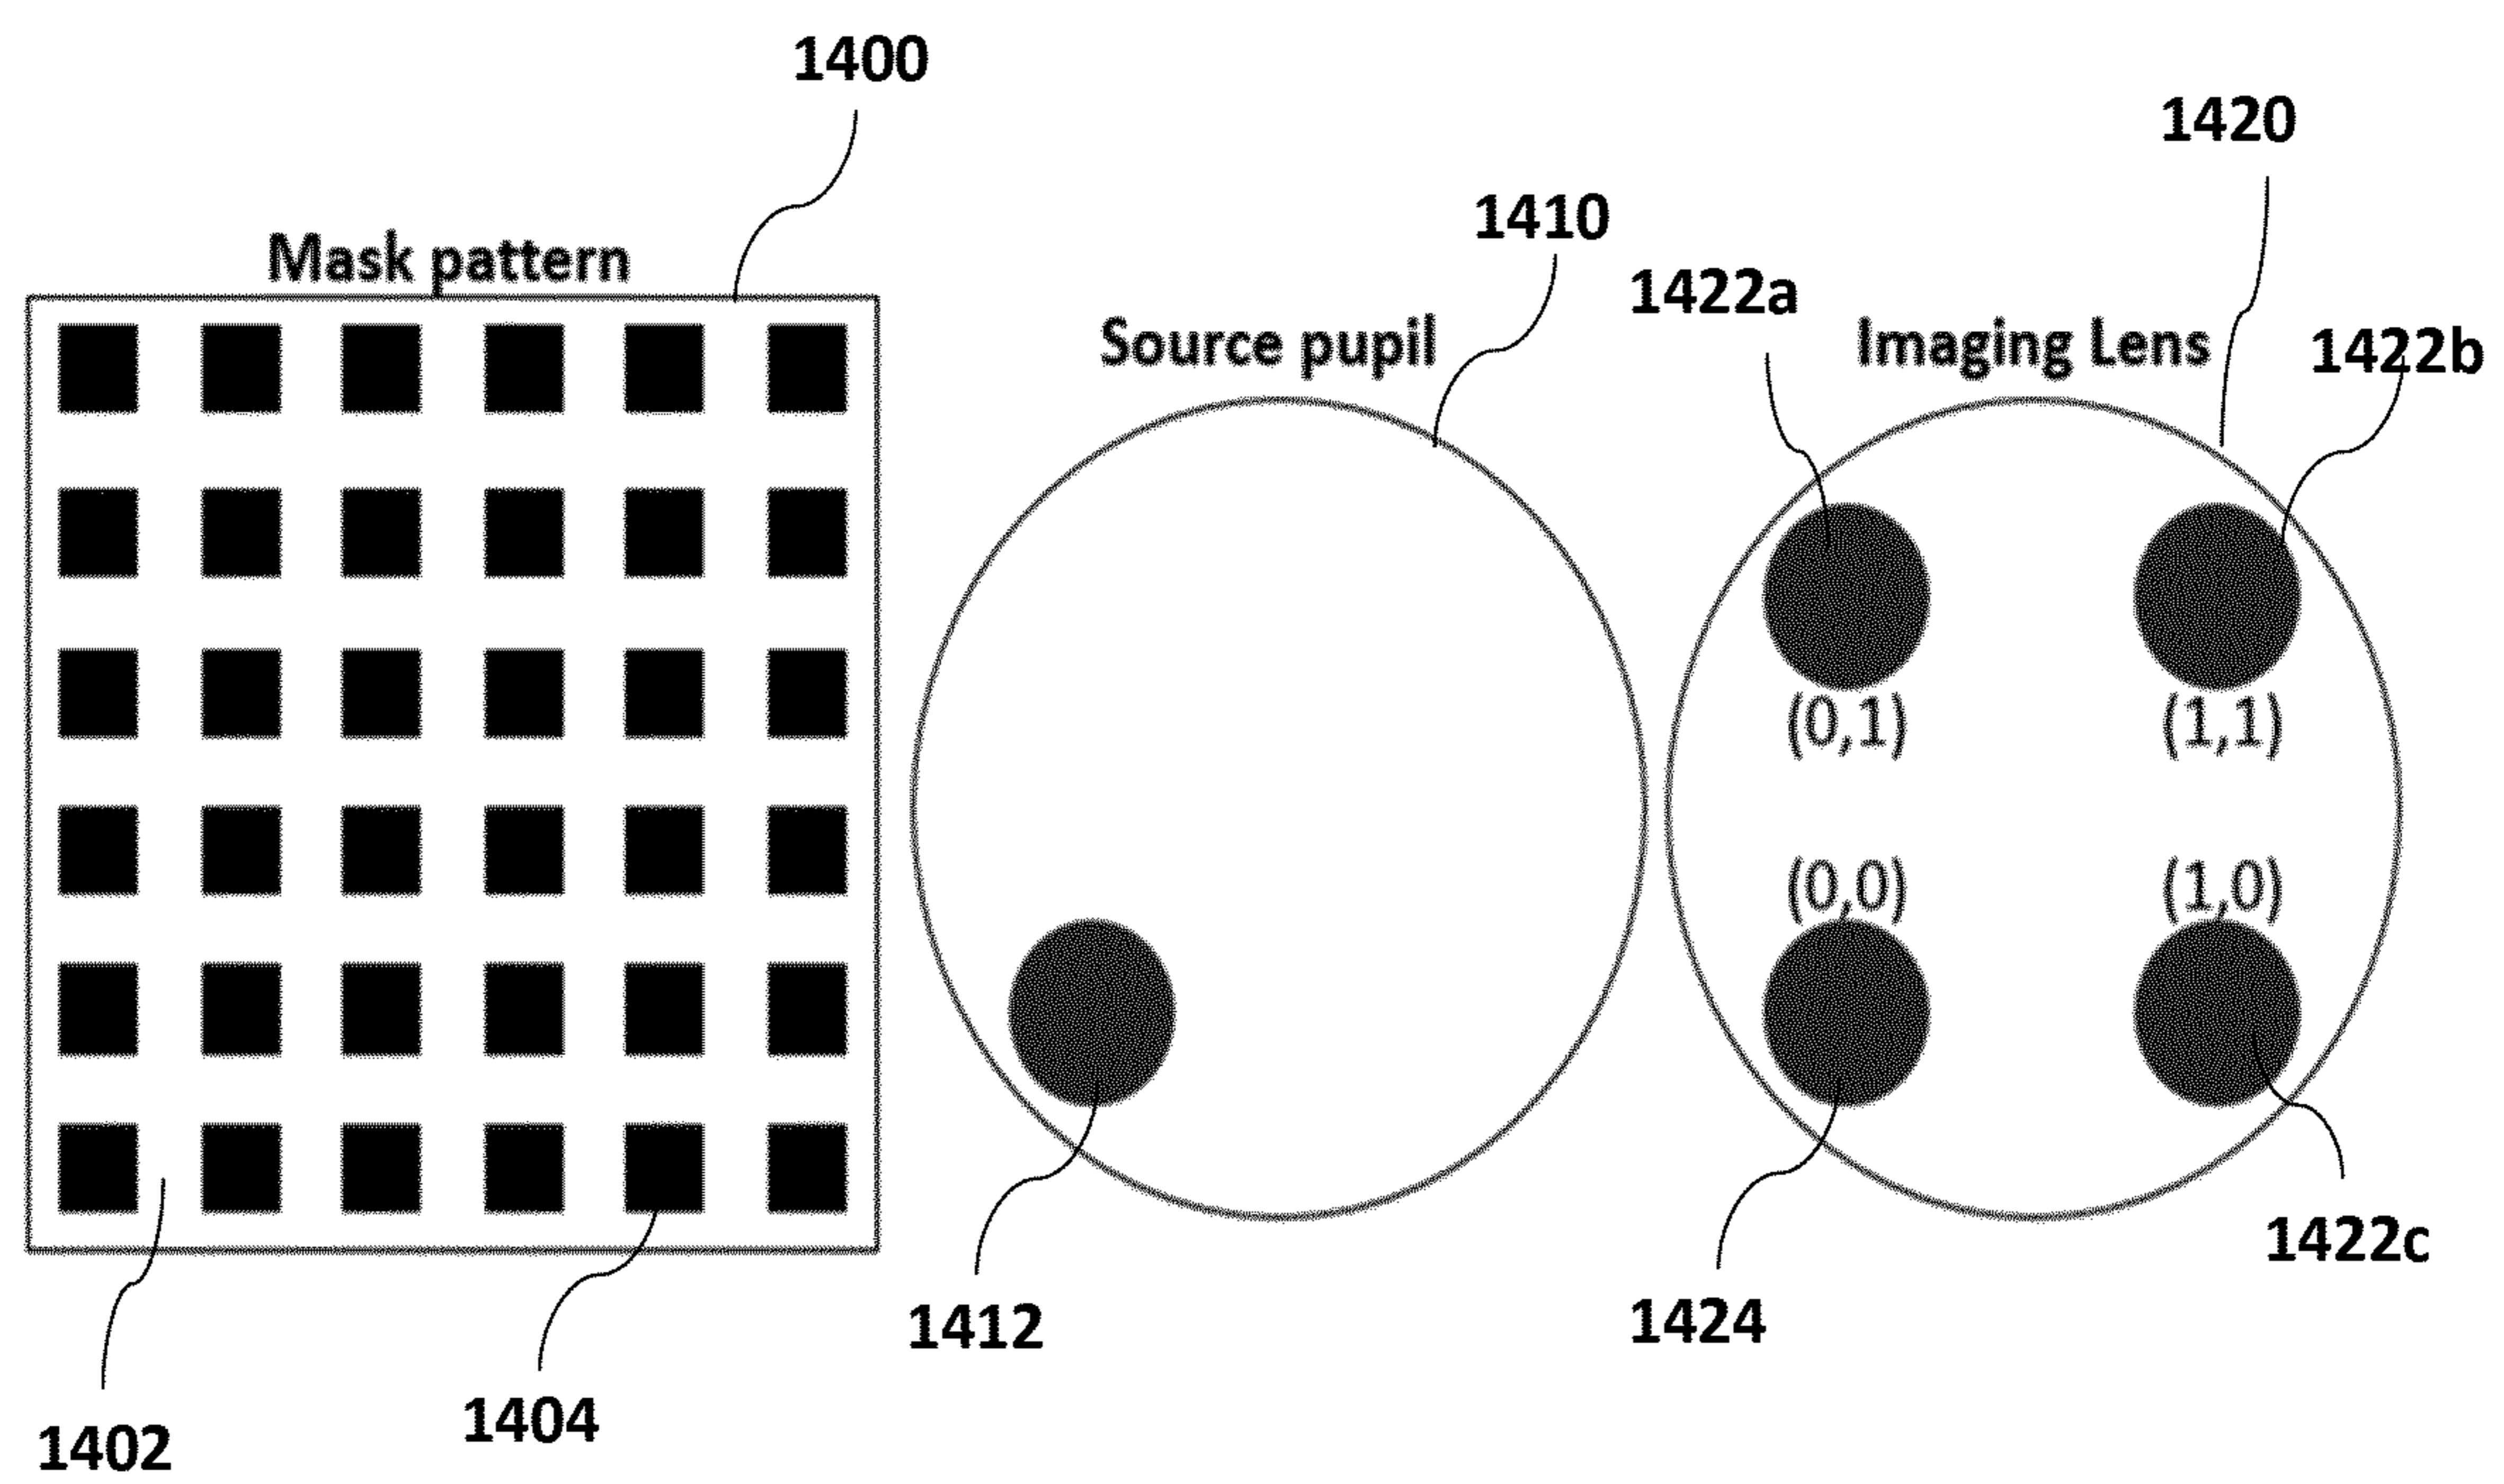 1400
1420
1410
Mask pattern
1422a
Source pupil
Imaging Lens
1422b
(0,1)
(1,1)
(0,0)
(1,0)
1422c
1412
1424
1404
1402